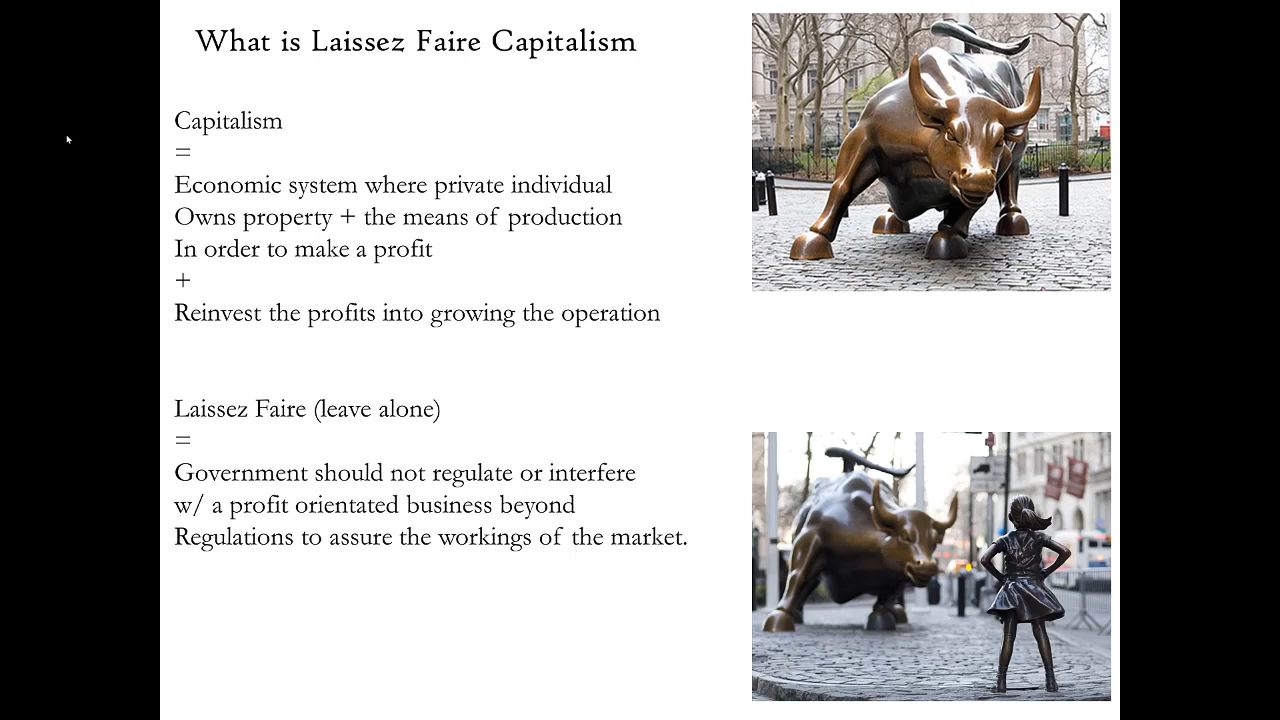 What is Laissez Faire Capitalism
Capitalism
=
Economic system where private individual
Owns property + the means of production
In order to make a profit
+
Reinvest the profits into growing the operation
Laissez Faire (leave alone)
=
Government should not regulate or interfere
w/ a profit orientated business beyond
Regulations to assure the workings of the market.